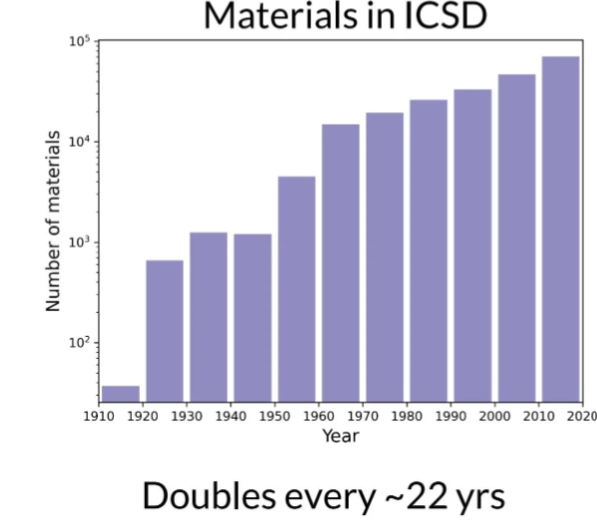 Materials in ICSD
10⁵
10⁴
10³
10²
Number of materials
1910 1920 1930 1940 1950 1960 1970 1980 1990 2000 2010 2020
Year
Doubles every ~22 yrs